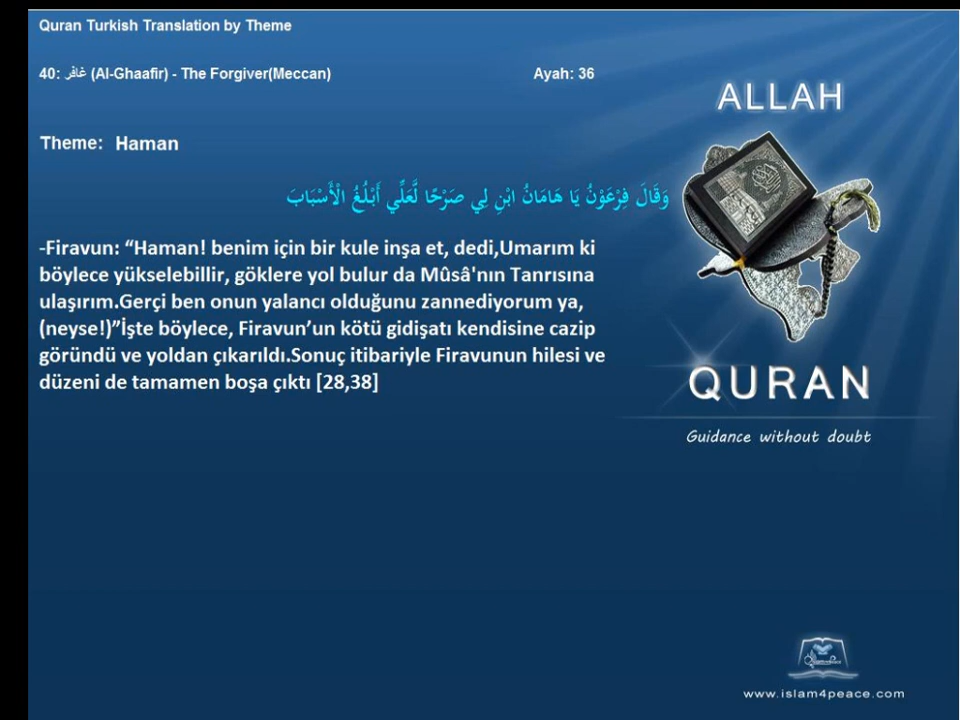 Quran Turkish Translation by Theme
40: غافر (Al-Ghaafir) - The Forgiver(Meccan) Ayah: 36
Theme: Haman
وَقَالَ فِرْعَوْنُ يَا هَامَانُ ابْنِ لِي صَرْحًا لَّعَلِّي أَبْلُغُ الْأَسْبَابَ
-Firavun: “Haman! benim için bir kule inşa et, dedi,Umarım ki
böylece yükselebillir, göklere yol bulur da Mûsâ'nın Tanrısına
ulaşırım.Gerçi ben onun yalancı olduğunu zannediyorum ya,
(neyse!)”İşte böylece, Firavun’un kötü gidişatı kendisine cazip
göründü ve yoldan çıkarıldı.Sonuç itibariyle Firavunun hilesi ve
düzeni de tamamen boşa çıktı [28,38]
ALLAH
QURAN
Guidance without doubt
www.islam4peace.com